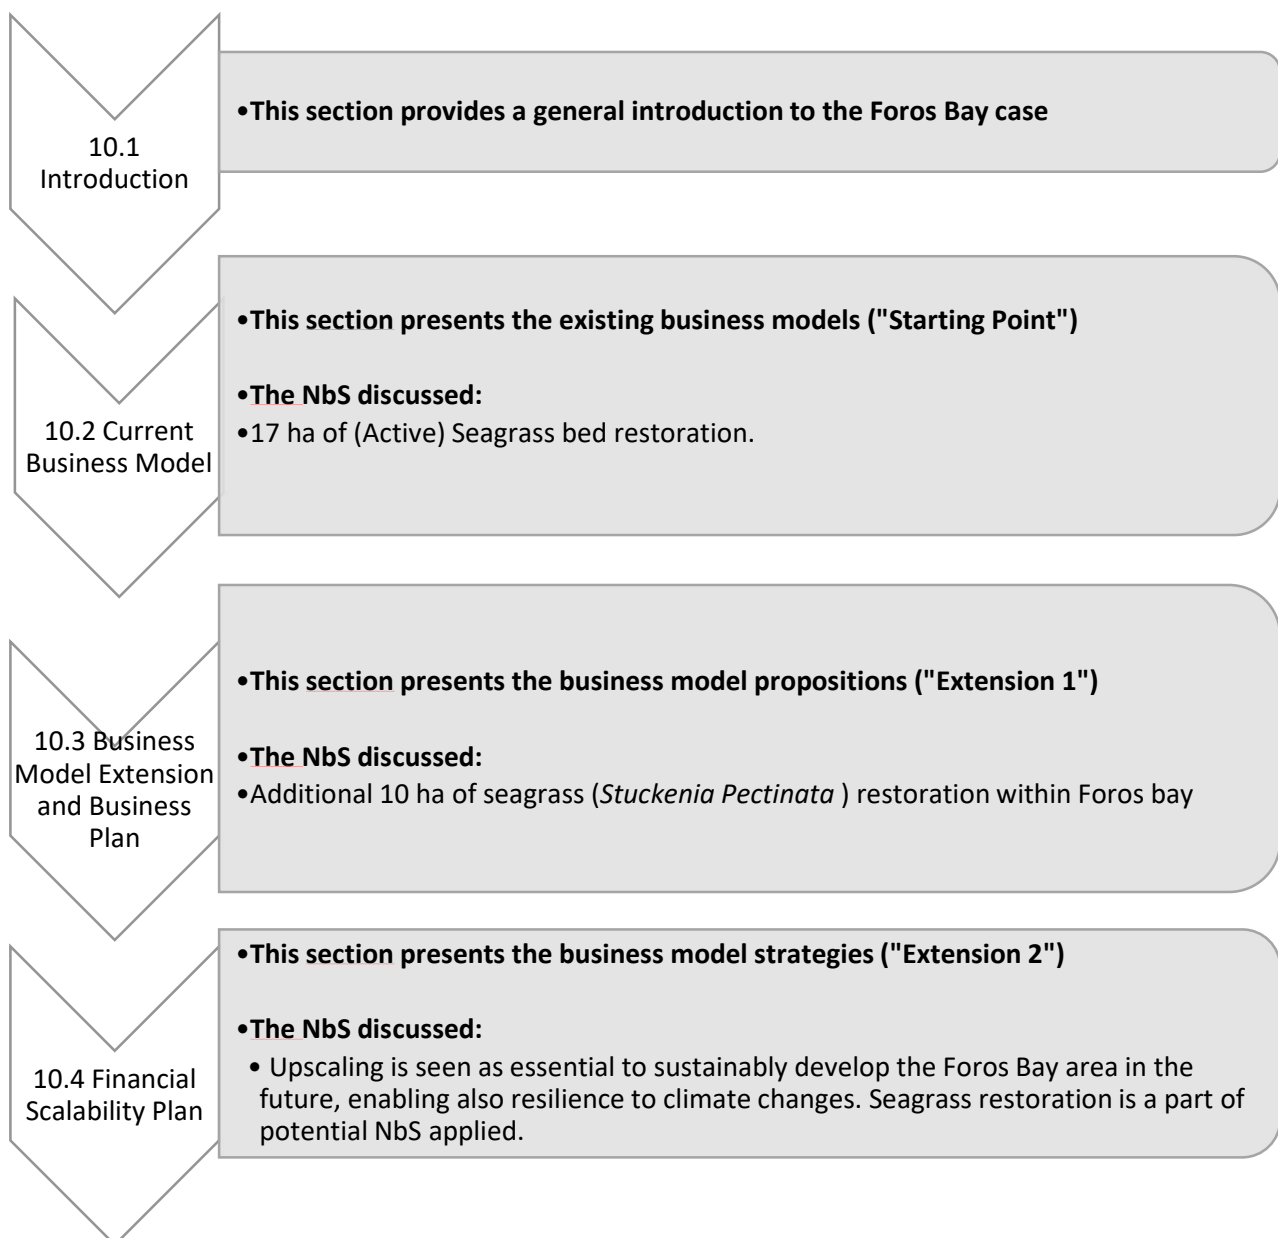 10.1
Introduction
•This section provides a general introduction to the Foros Bay case
10.2 Current
Business Model
•This section presents the existing business models ("Starting Point")
•The NbS discussed:
•17 ha of (Active) Seagrass bed restoration.
10.3 Business
Model Extension
and Business
Plan
•This section presents the business model propositions ("Extension 1")
•The NbS discussed:
•Additional 10 ha of seagrass (Stuckenia Pectinata ) restoration within Foros bay
10.4 Financial
Scalability Plan
•This section presents the business model strategies ("Extension 2")
•The NbS discussed:
• Upscaling is seen as essential to sustainably develop the Foros Bay area in the
future, enabling also resilience to climate changes. Seagrass restoration is a part of
potential NbS applied.